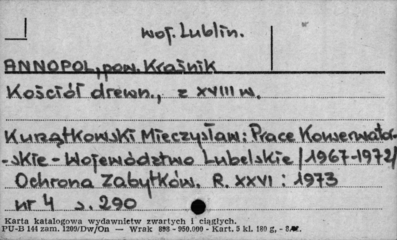 woj. Lublin.
ANNOPOL, pow. Kraśnik
Kościół drewn., z XVIII w.
Kurzątkowski Mieczysław: Prace Konserwator-
-skie - Województwo Lubelskie /1967-1972/
Ochrona Zabytków. R. XXVI : 1973
nr 4 s. 290
Karta katalogowa wydawnictw zwartych i ciągłych.
PU-B 144 zam. 1209/Dw/On — Wrak 898 - 950.000 - Kart. 5 kl. 180 g, -